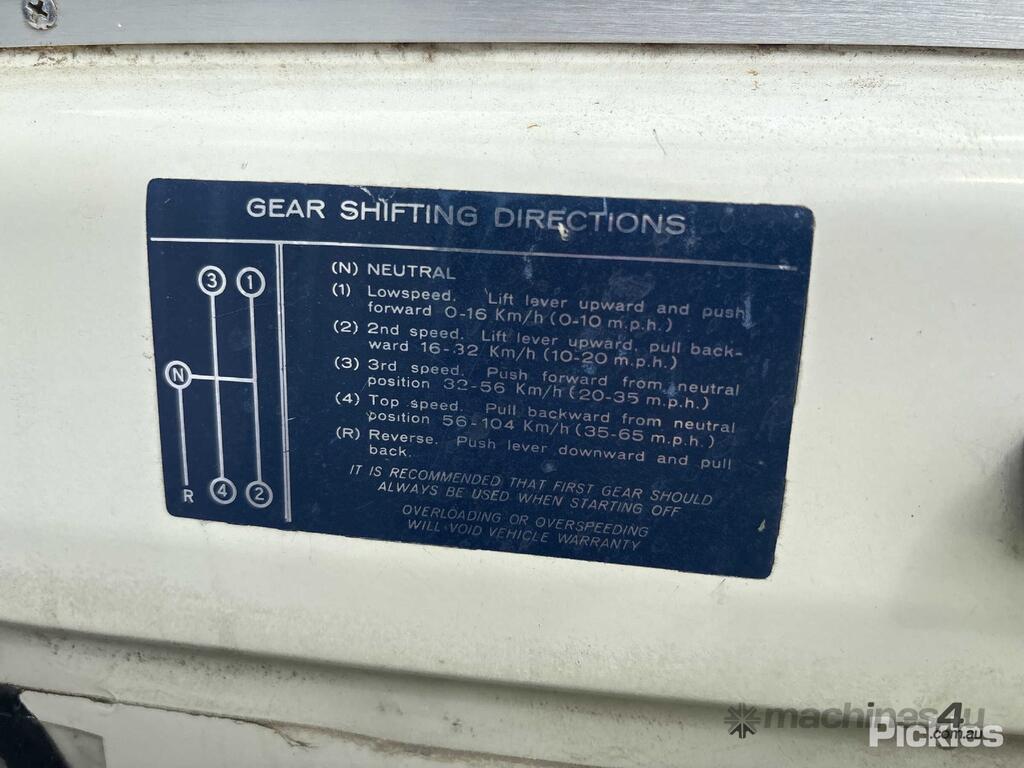 GEAR SHIFTING DIRECTIONS
3 1
N
R 4 2
(N) NEUTRAL
(1) Lowspeed. Lift lever upward and push
forward 0-16 Km/h (0-10 m.p.h.)
(2) 2nd speed. Lift lever upward, pull back-
ward 16-32 Km/h (10-20 m.p.h.)
(3) 3rd speed. Push forward from neutral
position 32-56 Km/h (20-35 m.p.h.)
(4) Top speed. Pull backward from neutral
position 56-104 Km/h (35-65 m.p.h.)
(R) Reverse. Push lever downward and pull
back.
IT IS RECOMMENDED THAT FIRST GEAR SHOULD
ALWAYS BE USED WHEN STARTING OFF
OVERLOADING OR OVERSPEEDING
WILL VOID VEHICLE WARRANTY
machines4u
.com.au
Pickles